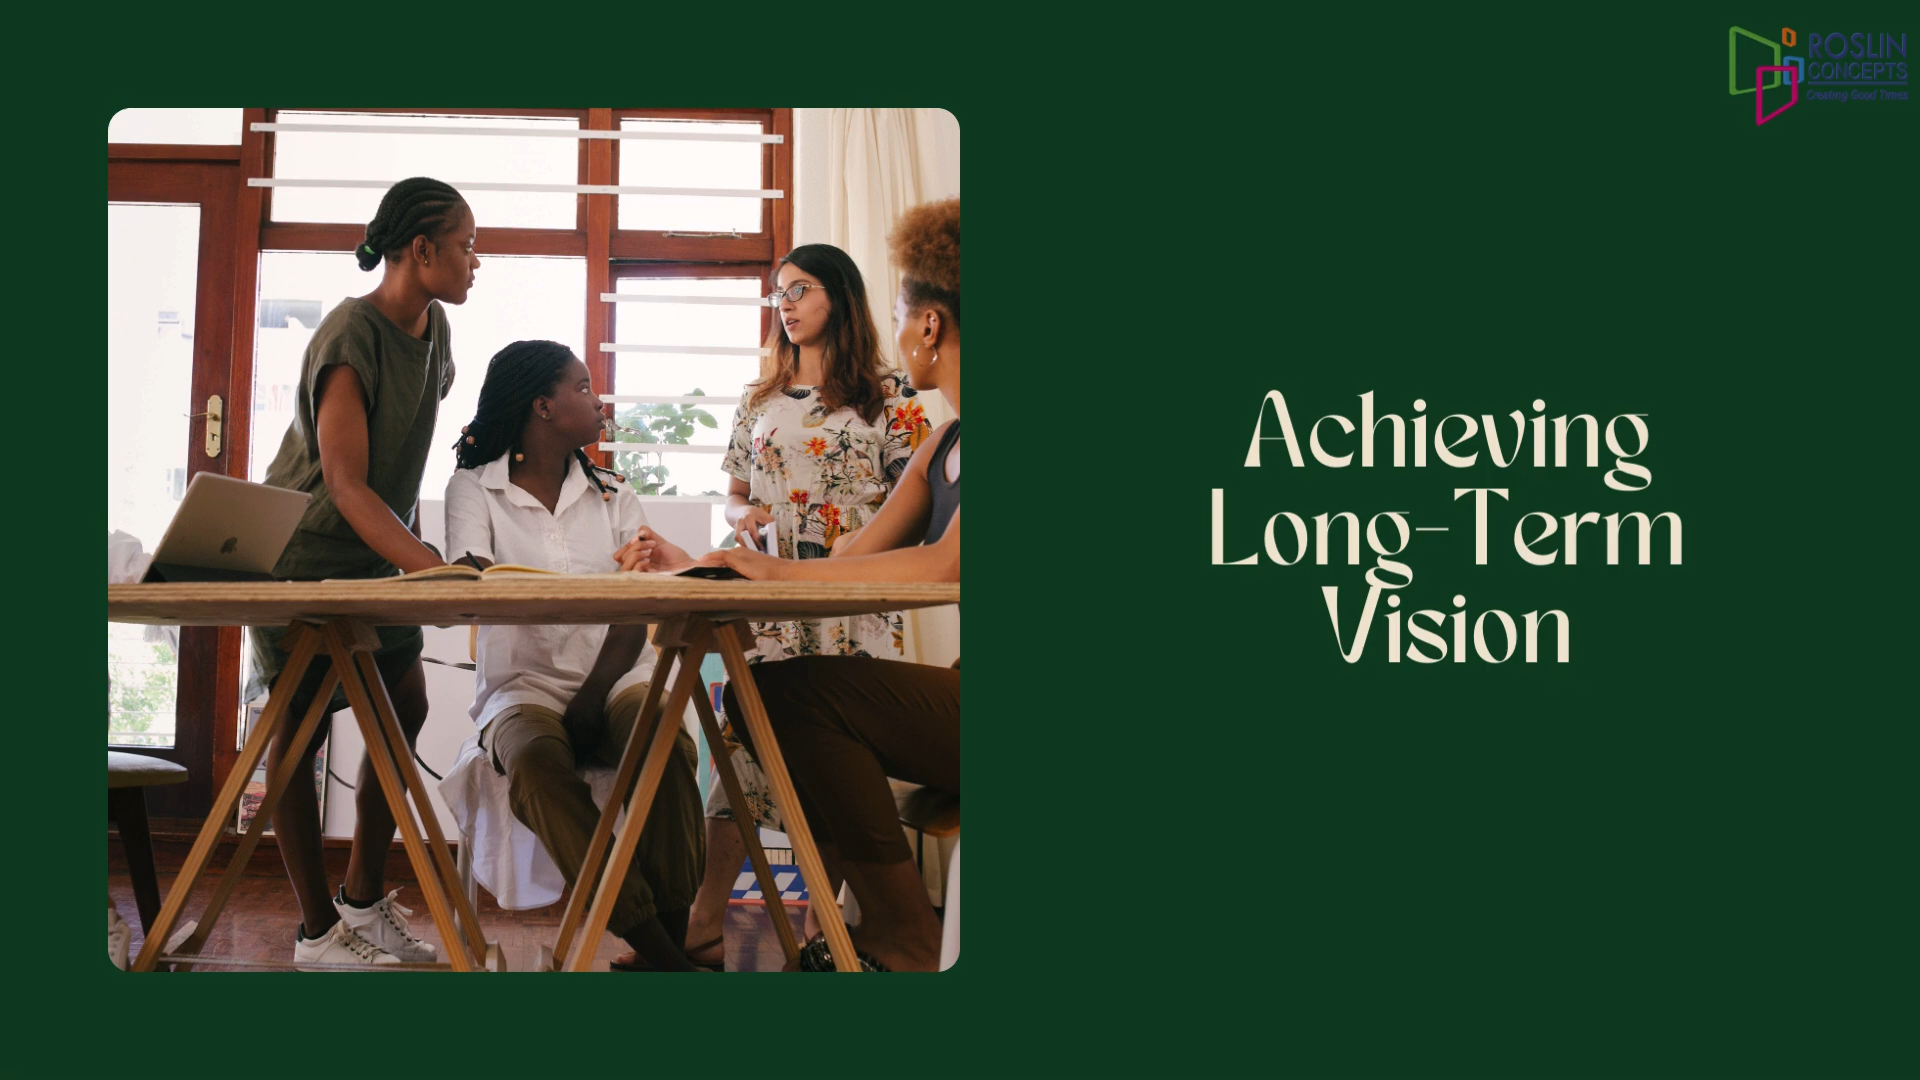 ROSLIN
CONCEPTS
Creating Good Times
Achieving
Long-Term
Vision